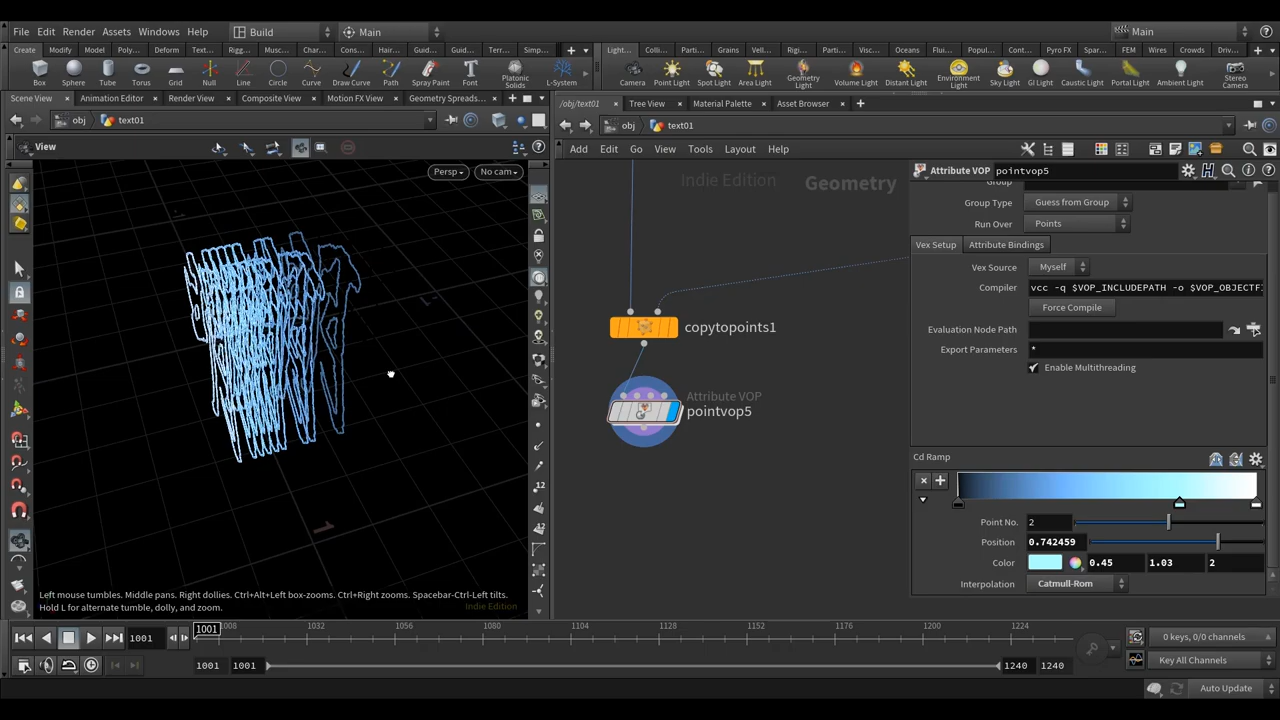 File Edit Render Assets Windows Help Build Main Main
Create Modify Model Poly... Deform Text... Rigg... Musc... Char... Cons... Hair... Guid... Guid... Terr... Simp... Light... Colli... Parti... Grains Vell... Rigi... Parti... Visc... Oceans Flui... Popul... Cont... Pyro FX Spar... FEM Wires Crowds Driv...
Box Sphere Tube Torus Grid Null Line Circle Curve Draw Curve Path Spray Paint Font Platonic Solids L-System Camera Point Light Spot Light Area Light Geometry Light Volume Light Distant Light Environment Light Sky Light GI Light Caustic Light Portal Light Ambient Light Stereo Camera
Scene View Animation Editor Render View Composite View Motion FX View Geometry Spreads... /obj/text01 Tree View Material Palette Asset Browser
obj text01 obj text01
View Add Edit Go View Tools Layout Help
Persp No cam Indie Edition Geometry
Attribute VOP pointvop5
Group
Group Type Guess from Group
Run Over Points
Vex Setup Attribute Bindings
Vex Source Myself
Compiler vcc -q $VOP_INCLUDEPATH -o $VOP_OBJECTF
Force Compile
Evaluation Node Path
Export Parameters *
Enable Multithreading
copytopoints1
Attribute VOP
pointvop5
Cd Ramp
Point No. 2
Position 0.742459
Color 0.45 1.03 2
Interpolation Catmull-Rom
1
12
12
Left mouse tumbles. Middle pans. Right dollies. Ctrl+Alt+Left box-zooms. Ctrl+Right zooms. Spacebar-Ctrl-Left tilts.
Hold L for alternate tumble, dolly, and zoom.
Indie Edition
1001 1001 1008 1032 1056 1080 1104 1128 1152 1176 1200 1224 0 keys, 0/0 channels
1001 1001 1240 1240 Key All Channels
Auto Update